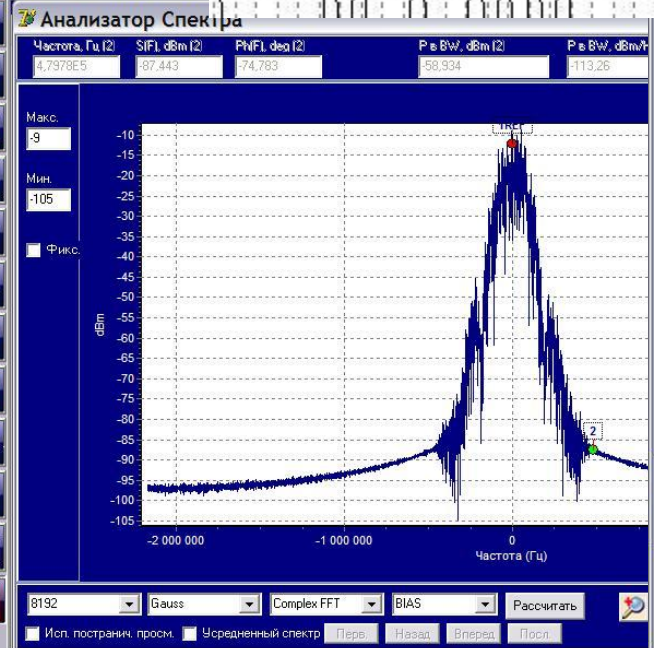 Анализатор Спектра
Частота, Гц (2) S(F), dBm (2) Ph(F), deg (2) P в BW, dBm (2) P в BW, dBm/H
4,7978E5 -87,443 -74,783 -58,934 -113,26
Макс.
-9
Мин.
-105
Фикс.
1REF
-10
-15
-20
-25
-30
-35
-40
-45
-50
-55
-60
-65
-70
-75
-80
-85
-90
-95
-100
-105
dBm
2
-2 000 000 -1 000 000 0
Частота (Гц)
8192 Gauss Complex FFT BIAS Рассчитать
Исп. постранич. просм. Усредненный спектр Перв. Назад Вперед Посл.